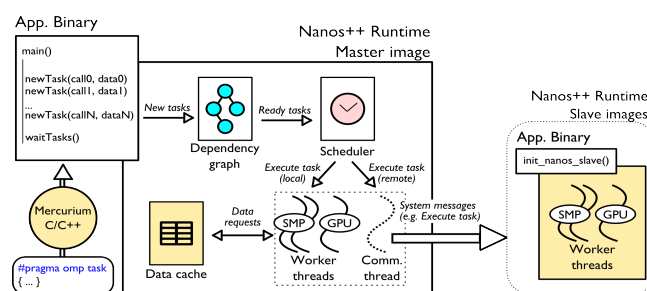 App. Binary
main()
newTask(call0, data0)
newTask(call1, data1)
...
newTask(callN, dataN)
waitTasks()
Mercurium
C/C++
#pragma omp task
{ ... }
Nanos++ Runtime
Master image
New tasks
Dependency
graph
Ready tasks
Scheduler
Execute task
(local)
Execute task
(remote)
Data cache
Data
requests
SMP
GPU
Worker
threads
Comm.
thread
System messages
(e.g. Execute task)
Nanos++ Runtime
Slave images
App. Binary
init_nanos_slave()
SMP
GPU
Worker
threads